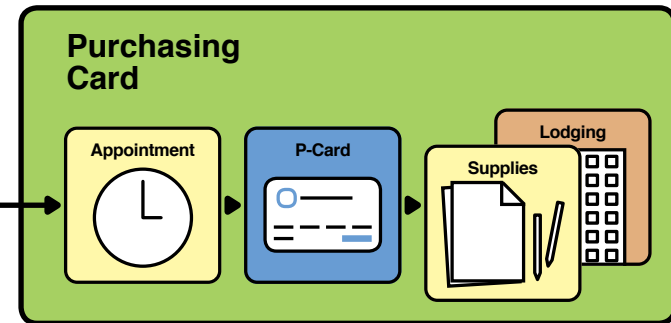 Purchasing
Card
Appointment
P-Card
Supplies
Lodging